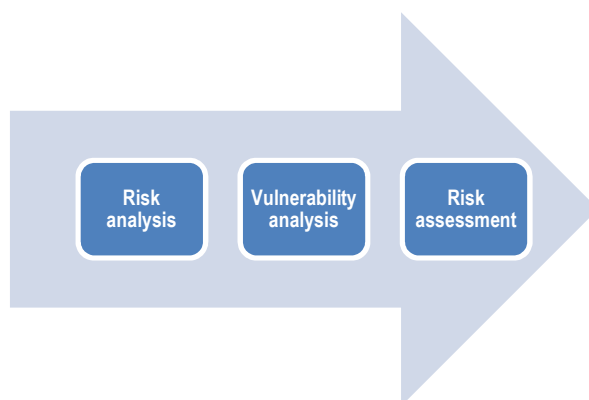 Risk
analysis
Vulnerability
analysis
Risk
assessment